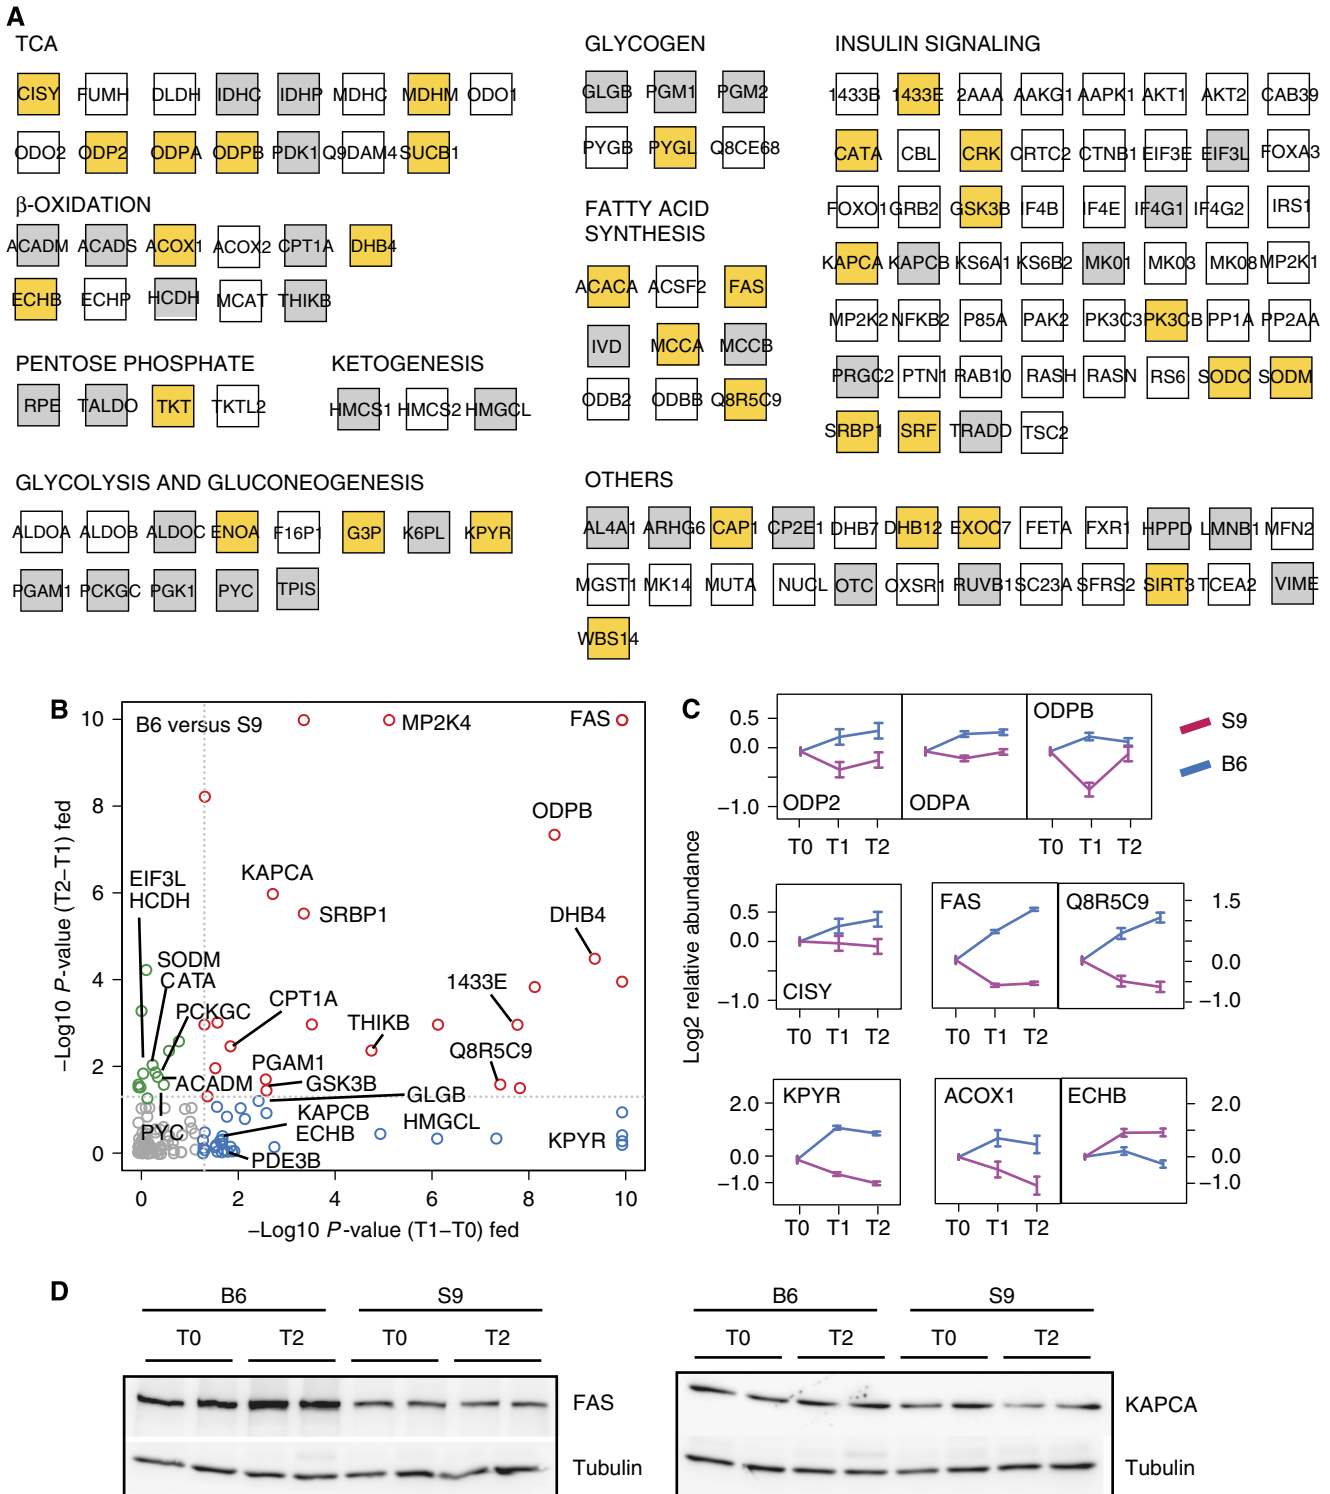 A
TCA
CISY FUMH DLDH IDHC IDHP MDHC MDHM ODO1
ODO2 ODP2 ODPA ODPB PDK1 Q9DAM4 SUCB1
β-OXIDATION
ACADM ACADS ACOX1 ACOX2 CPT1A DHB4
ECHB ECHP HCDH MCAT THIKB
PENTOSE PHOSPHATE
RPE TALDO TKT TKTL2
KETOGENESIS
HMCS1 HMCS2 HMGCL
GLYCOLYSIS AND GLUCONEOGENESIS
ALDOA ALDOB ALDOC ENOA F16P1 G3P K6PL KPYR
PGAM1 PCKGC PGK1 PYC TPIS
GLYCOGEN
GLGB PGM1 PGM2
PYGB PYGL Q8CE68
FATTY ACID
SYNTHESIS
ACACA ACSF2 FAS
IVD MCCA MCCB
ODB2 ODBB Q8R5C9
INSULIN SIGNALING
1433B 1433E 2AAA AAKG1 AAPK1 AKT1 AKT2 CAB39
CATA CBL CRK CRTC2 CTNB1 EIF3E EIF3L FOXA3
FOXO1 GRB2 GSK3B IF4B IF4E IF4G1 IF4G2 IRS1
KAPCA KAPCB KS6A1 KS6B2 MK01 MK03 MK08 MP2K1
MP2K2 NFKB2 P85A PAK2 PK3C3 PK3CB PP1A PP2AA
PRGC2 PTN1 RAB10 RASH RASN RS6 SODC SODM
SRBP1 SRF TRADD TSC2
OTHERS
AL4A1 ARHG6 CAP1 CP2E1 DHB7 DHB12 EXOC7 FETA FXR1 HPPD LMNB1 MFN2
MGST1 MK14 MUTA NUCL OTC OXSR1 RUVB1 SC23A SFRS2 SIRT3 TCEA2 VIME
WBS14
B
B6 versus S9
MP2K4
FAS
ODPB
KAPCA
SRBP1
DHB4
EIF3L
HCDH
SODM
CATA
PCKGC
CPT1A
1433E
THIKB
Q8R5C9
PGAM1
GSK3B
ACADM
GLGB
KAPCB
HMGCL
ECHB
PYC
KPYR
PDE3B
10
8
6
4
2
0
0 2 4 6 8 10
−Log10 P-value (T2−T1) fed
−Log10 P-value (T1−T0) fed
C
Log2 relative abundance
0.5
0.0
−1.0
ODP2
ODPA
ODPB
S9
B6
T0 T1 T2
T0 T1 T2
0.5
0.0
−1.0
CISY
FAS
Q8R5C9
1.5
0.0
−1.0
2.0
0.0
−1.0
KPYR
ACOX1
ECHB
2.0
0.0
−1.0
T0 T1 T2
T0 T1 T2
D
B6 S9
T0 T2 T0 T2
FAS
Tubulin
B6 S9
T0 T2 T0 T2
KAPCA
Tubulin